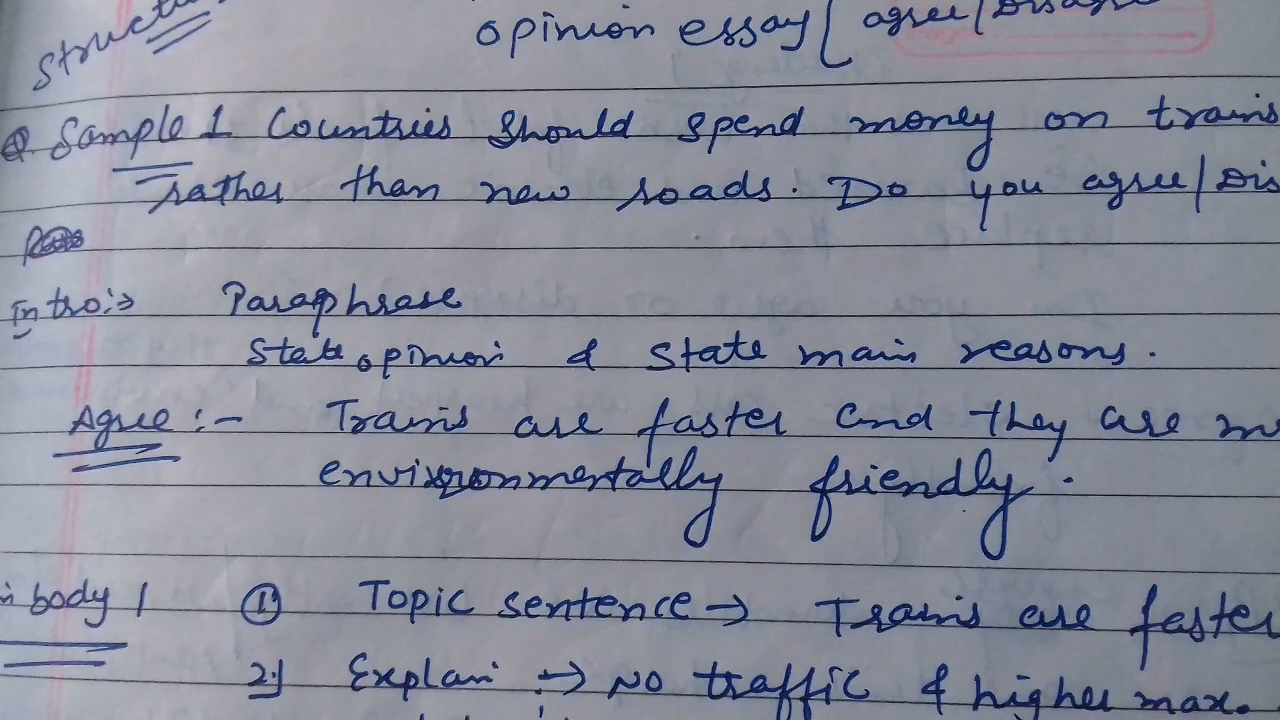 opinion essay ( agree/Disagre
Sample 1 Countries should spend money on trains
rather than new roads. Do you agree/Dis
Intro:→ Paraphrase
State opinion & state main reasons.
Agree :- Trains are faster and they are
environmentally friendly.
body 1 ① Topic sentence → Trains are faster
2) Explain :→ No traffic & higher max.